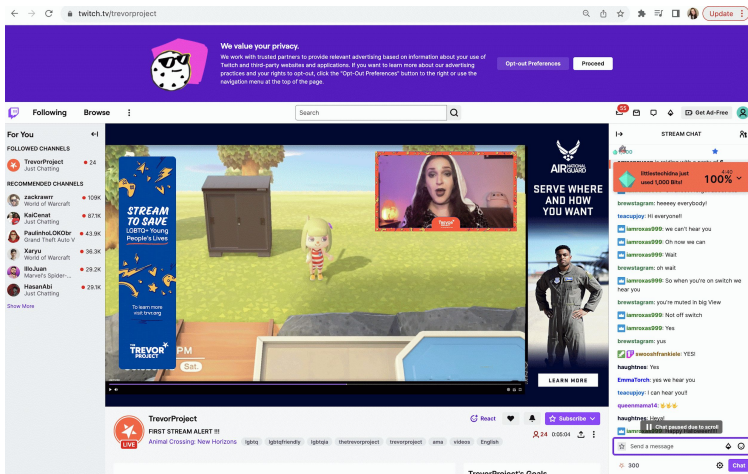 twitch.tv/trevorproject
Update
We value your privacy.
We work with trusted partners to provide relevant advertising based on information about your use of
Twitch and third-party websites and applications. If you want to learn more about our advertising
practices and your rights to opt-out, click the "Opt-out Preferences" button to the right or use the
navigation menu at the top of the page.
Opt-out Preferences
Proceed
Following
Browse
Search
55
Get Ad-Free
For You
FOLLOWED CHANNELS
TrevorProject
24
Just Chatting
RECOMMENDED CHANNELS
zackrawrr
109K
World of Warcraft
KaiCenat
87.1K
Just Chatting
PaulinhoLOKObr
43.9K
Grand Theft Auto V
Xaryu
36.3K
World of Warcraft
IlloJuan
29.2K
Marvel's Spider-...
HasanAbi
29.1K
Just Chatting
Show More
STREAM
TO SAVE
LGBTQ+ Young
People's Lives
To learn more
visit trvr.org
THE
TREVOR
PROJECT
PM
Sat.
TREVOR
AIR NATIONAL
GUARD
SERVE WHERE
AND HOW
YOU WANT
LEARN MORE
LIVE
TrevorProject
FIRST STREAM ALERT !!!
Animal Crossing: New Horizons
lgbtq
lgbtqfriendly
lgbtqia
thetrevorproject
trevorproject
ama
videos
English
React
Subscribe
24
0:05:04
TrevorProject's Goals
STREAM CHAT
littlestechidna just
used 1,000 Bits!
100%
4:40
brewstagram: heeeey everybody!
teacupjoy: Hi everyone!!
iamroxas999: we can't hear you
iamroxas999: Oh now we can
iamroxas999: Wait
brewstagram: oh wait
iamroxas999: So when you're on switch we
hear you
brewstagram: you're muted in big View
iamroxas999: Not off switch
iamroxas999: Yes
brewstagram: yus
swooshfrankiele: YES!
haughtnes: Yes
EmmaTorch: yes we hear you
teacupjoy: I can hear you!!
queenmama14:
haughtnes: Heya!
Chat paused due to scroll
Send a message
300
Chat